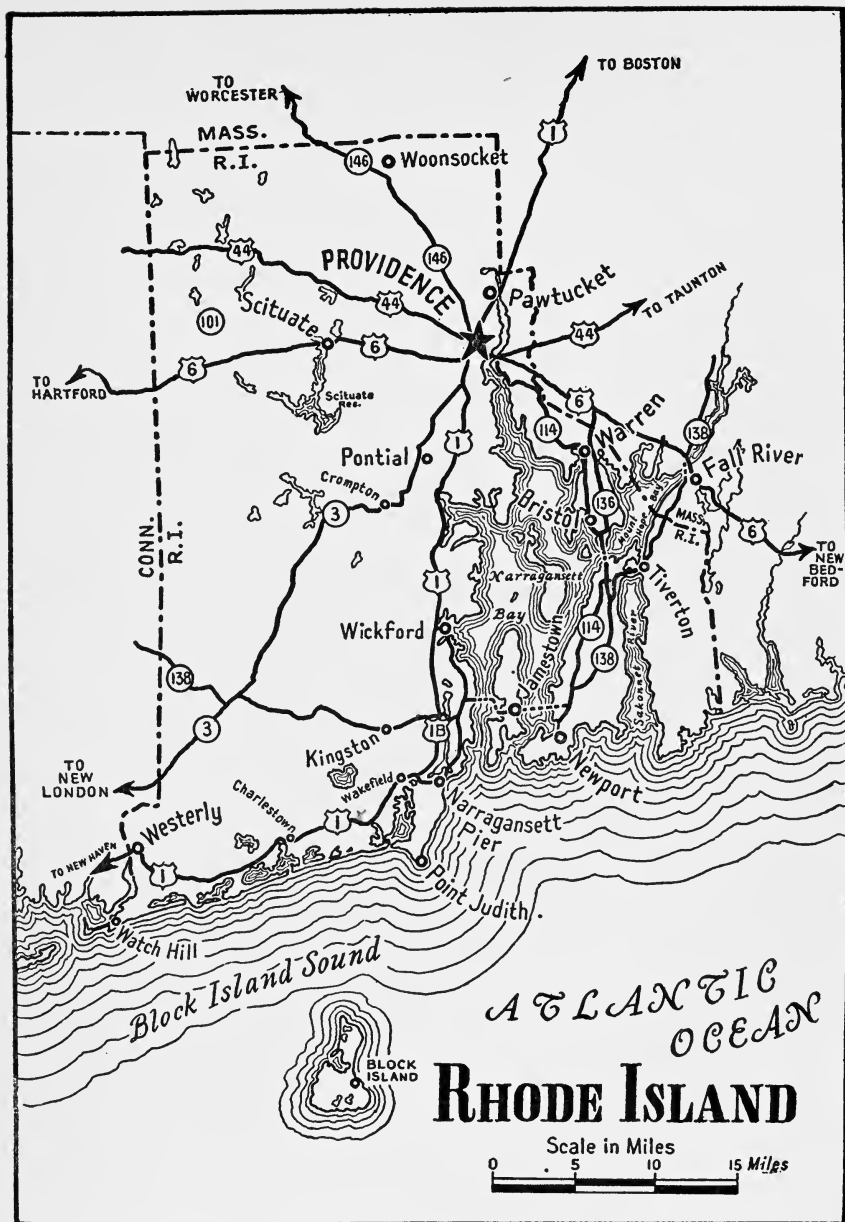 TO
WORCESTER
TO BOSTON
1
MASS.
R.I.
146
Woonsocket
44
PROVIDENCE
146
Pawtucket
101
Scituate
44
44
TO TAUNTON
6
6
TO
HARTFORD
Scituate
Res.
6
138
114
Warren
1
Pontial
Fall River
Crompton
3
136
Bristol
Mount Hope Bay
MASS.
R.I.
6
CONN.
R.I.
TO
NEW
BED-
FORD
1
Narragansett
Bay
Tiverton
Wickford
Jamestown
114
138
Sakonnet River
138
3
Kingston
1B
Newport
TO
NEW
LONDON
Wakefield
Narragansett
Pier
Charlestown
1
Westerly
TO NEW HAVEN
1
Point Judith
Watch Hill
Block Island Sound
ATLANTIC
OCEAN
BLOCK
ISLAND
RHODE ISLAND
Scale in Miles
0 5 10 15 Miles